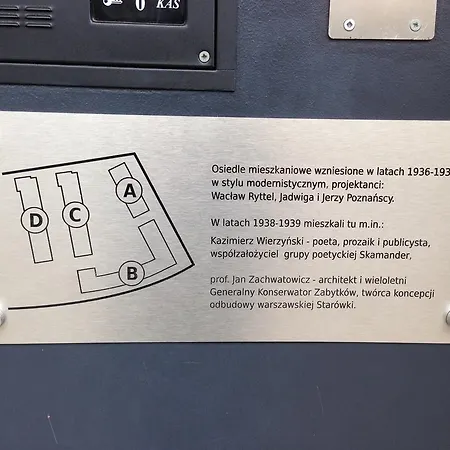 0 KAS
Osiedle mieszkaniowe wzniesione w latach 1936-193
w stylu modernistycznym, projektanci:
Wacław Ryttel, Jadwiga i Jerzy Poznańscy.
W latach 1938-1939 mieszkali tu m.in.:
Kazimierz Wierzyński - poeta, prozaik i publicysta,
współzałożyciel grupy poetyckiej Skamander,
prof. Jan Zachwatowicz - architekt i wieloletni
Generalny Konserwator Zabytków, twórca koncepcji
odbudowy warszawskiej Starówki.
A
D
C
B